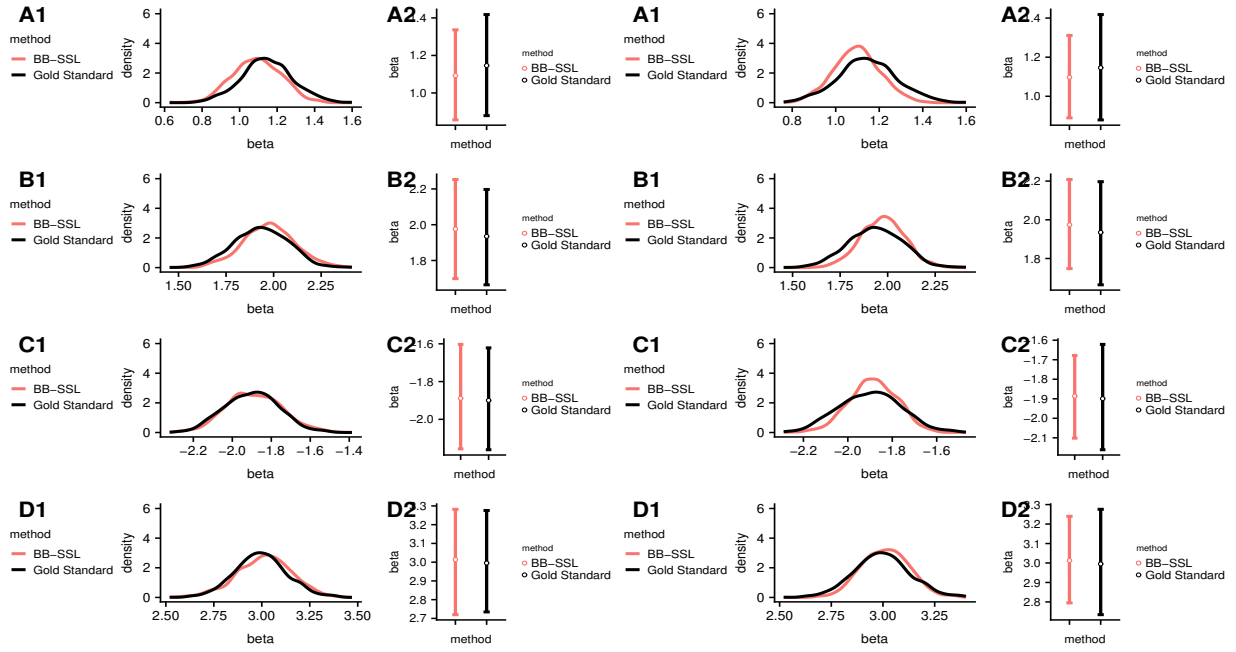 A1
method
BB−SSL
Gold Standard
density
6
4
2
0
0.6 0.8 1.0 1.2 1.4 1.6
beta
A2
beta
1.4
1.2
1.0
method
method
BB−SSL
Gold Standard
A1
method
BB−SSL
Gold Standard
density
6
4
2
0
0.8 1.0 1.2 1.4 1.6
beta
A2
beta
1.4
1.2
1.0
method
method
BB−SSL
Gold Standard
B1
method
BB−SSL
Gold Standard
density
6
4
2
0
1.50 1.75 2.00 2.25
beta
B2
beta
2.2
2.0
1.8
method
method
BB−SSL
Gold Standard
B1
method
BB−SSL
Gold Standard
density
6
4
2
0
1.50 1.75 2.00 2.25
beta
B2
beta
2.2
2.0
1.8
method
method
BB−SSL
Gold Standard
C1
method
BB−SSL
Gold Standard
density
6
4
2
0
−2.2 −2.0 −1.8 −1.6 −1.4
beta
C2
beta
−1.6
−1.8
−2.0
method
method
BB−SSL
Gold Standard
C1
method
BB−SSL
Gold Standard
density
6
4
2
0
−2.2 −2.0 −1.8 −1.6
beta
C2
beta
−1.6
−1.7
−1.8
−1.9
−2.0
−2.1
method
method
BB−SSL
Gold Standard
D1
method
BB−SSL
Gold Standard
density
6
4
2
0
2.50 2.75 3.00 3.25 3.50
beta
D2
beta
3.3
3.2
3.1
3.0
2.9
2.8
2.7
method
method
BB−SSL
Gold Standard
D1
method
BB−SSL
Gold Standard
density
6
4
2
0
2.50 2.75 3.00 3.25
beta
D2
beta
3.3
3.2
3.1
3.0
2.9
2.8
method
method
BB−SSL
Gold Standard